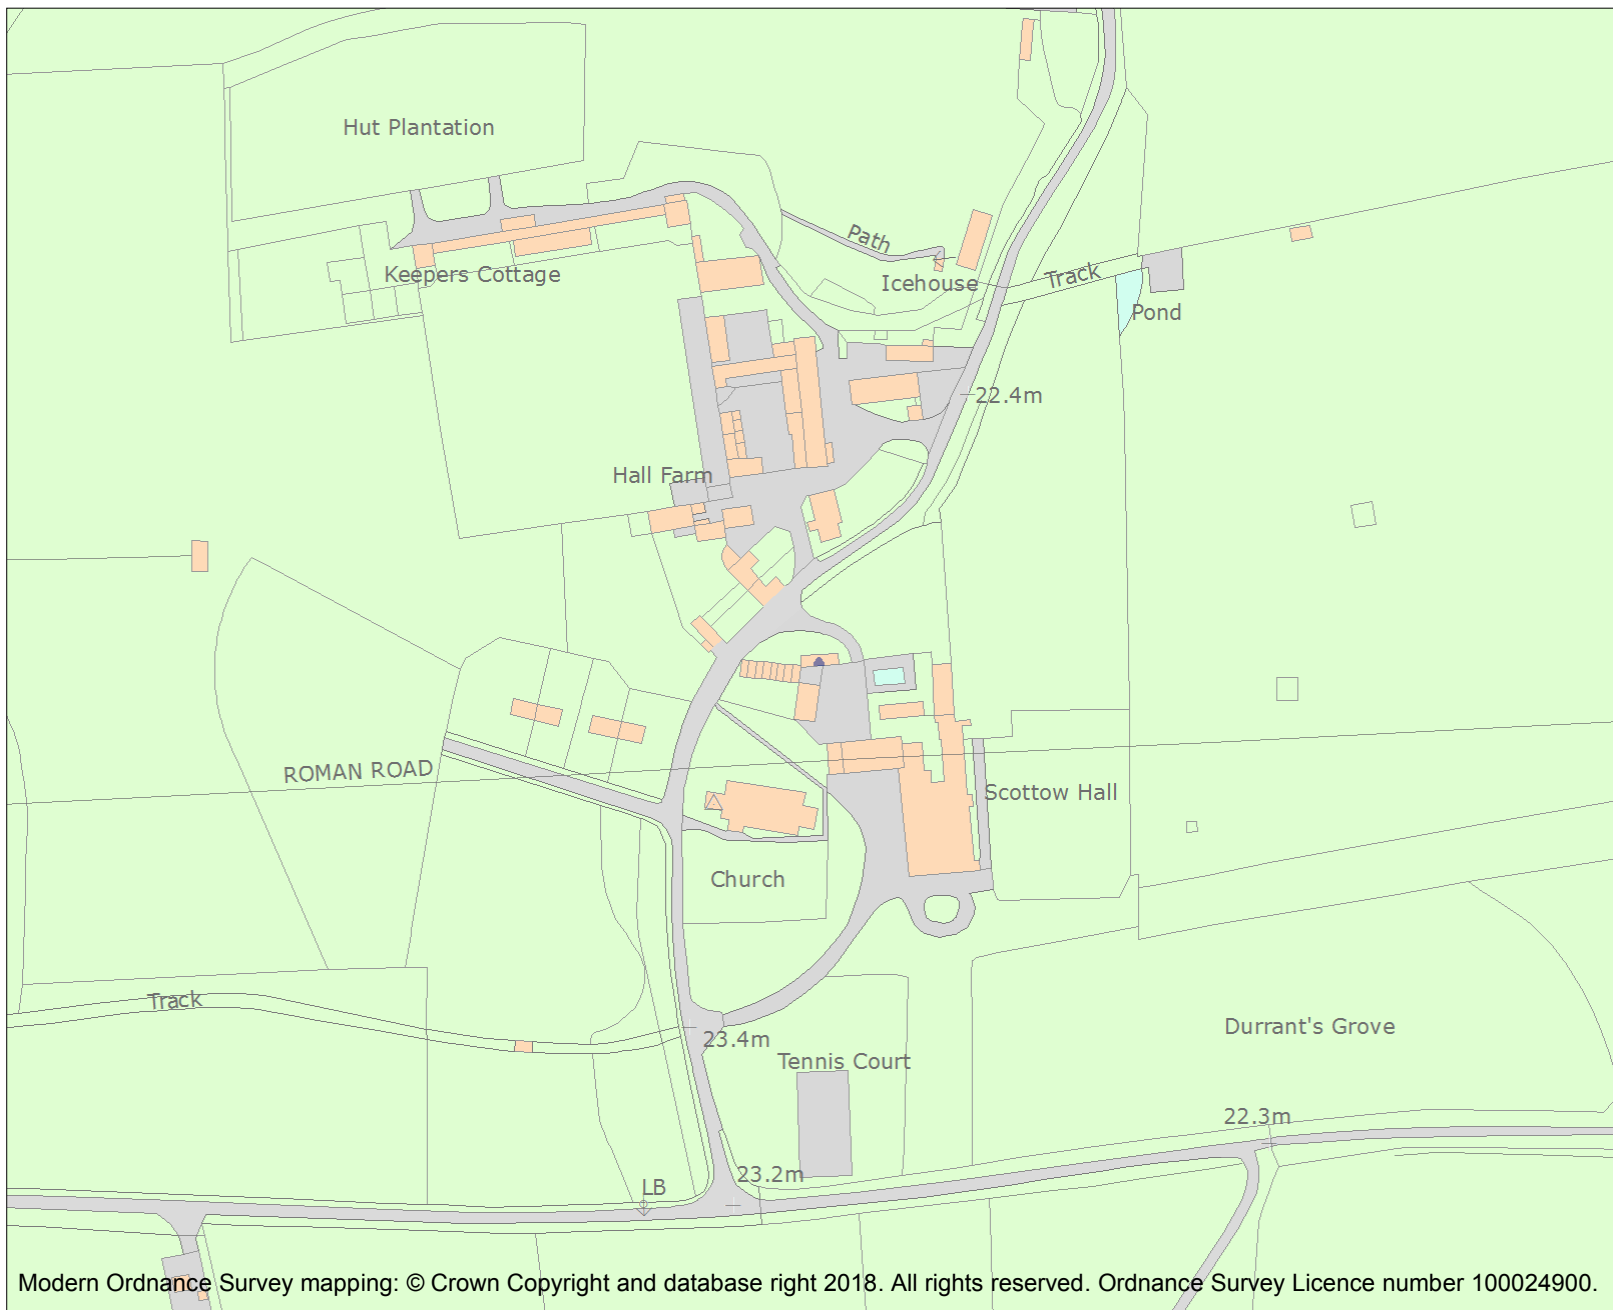 Hut Plantation
Path
Keepers Cottage
Icehouse
Track
Pond
22.4m
Hall Farm
ROMAN ROAD
Scottow Hall
Church
Track
23.4m
Durrant's Grove
Tennis Court
22.3m
23.2m
LB
Modern Ordnance Survey mapping: © Crown Copyright and database right 2018. All rights reserved. Ordnance Survey Licence number 100024900.